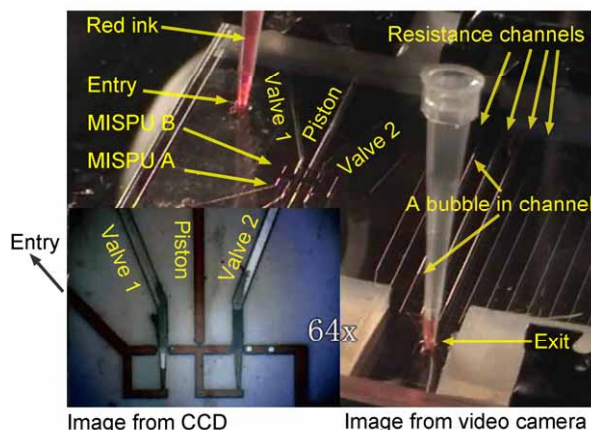 Red ink
Resistance channels
Entry
Valve 1
Piston
MISPU B
MISPU A
Valve 2
A bubble in channel
Entry
Valve 1
Piston
Valve 2
64x
Exit
Image from CCD
Image from video camera